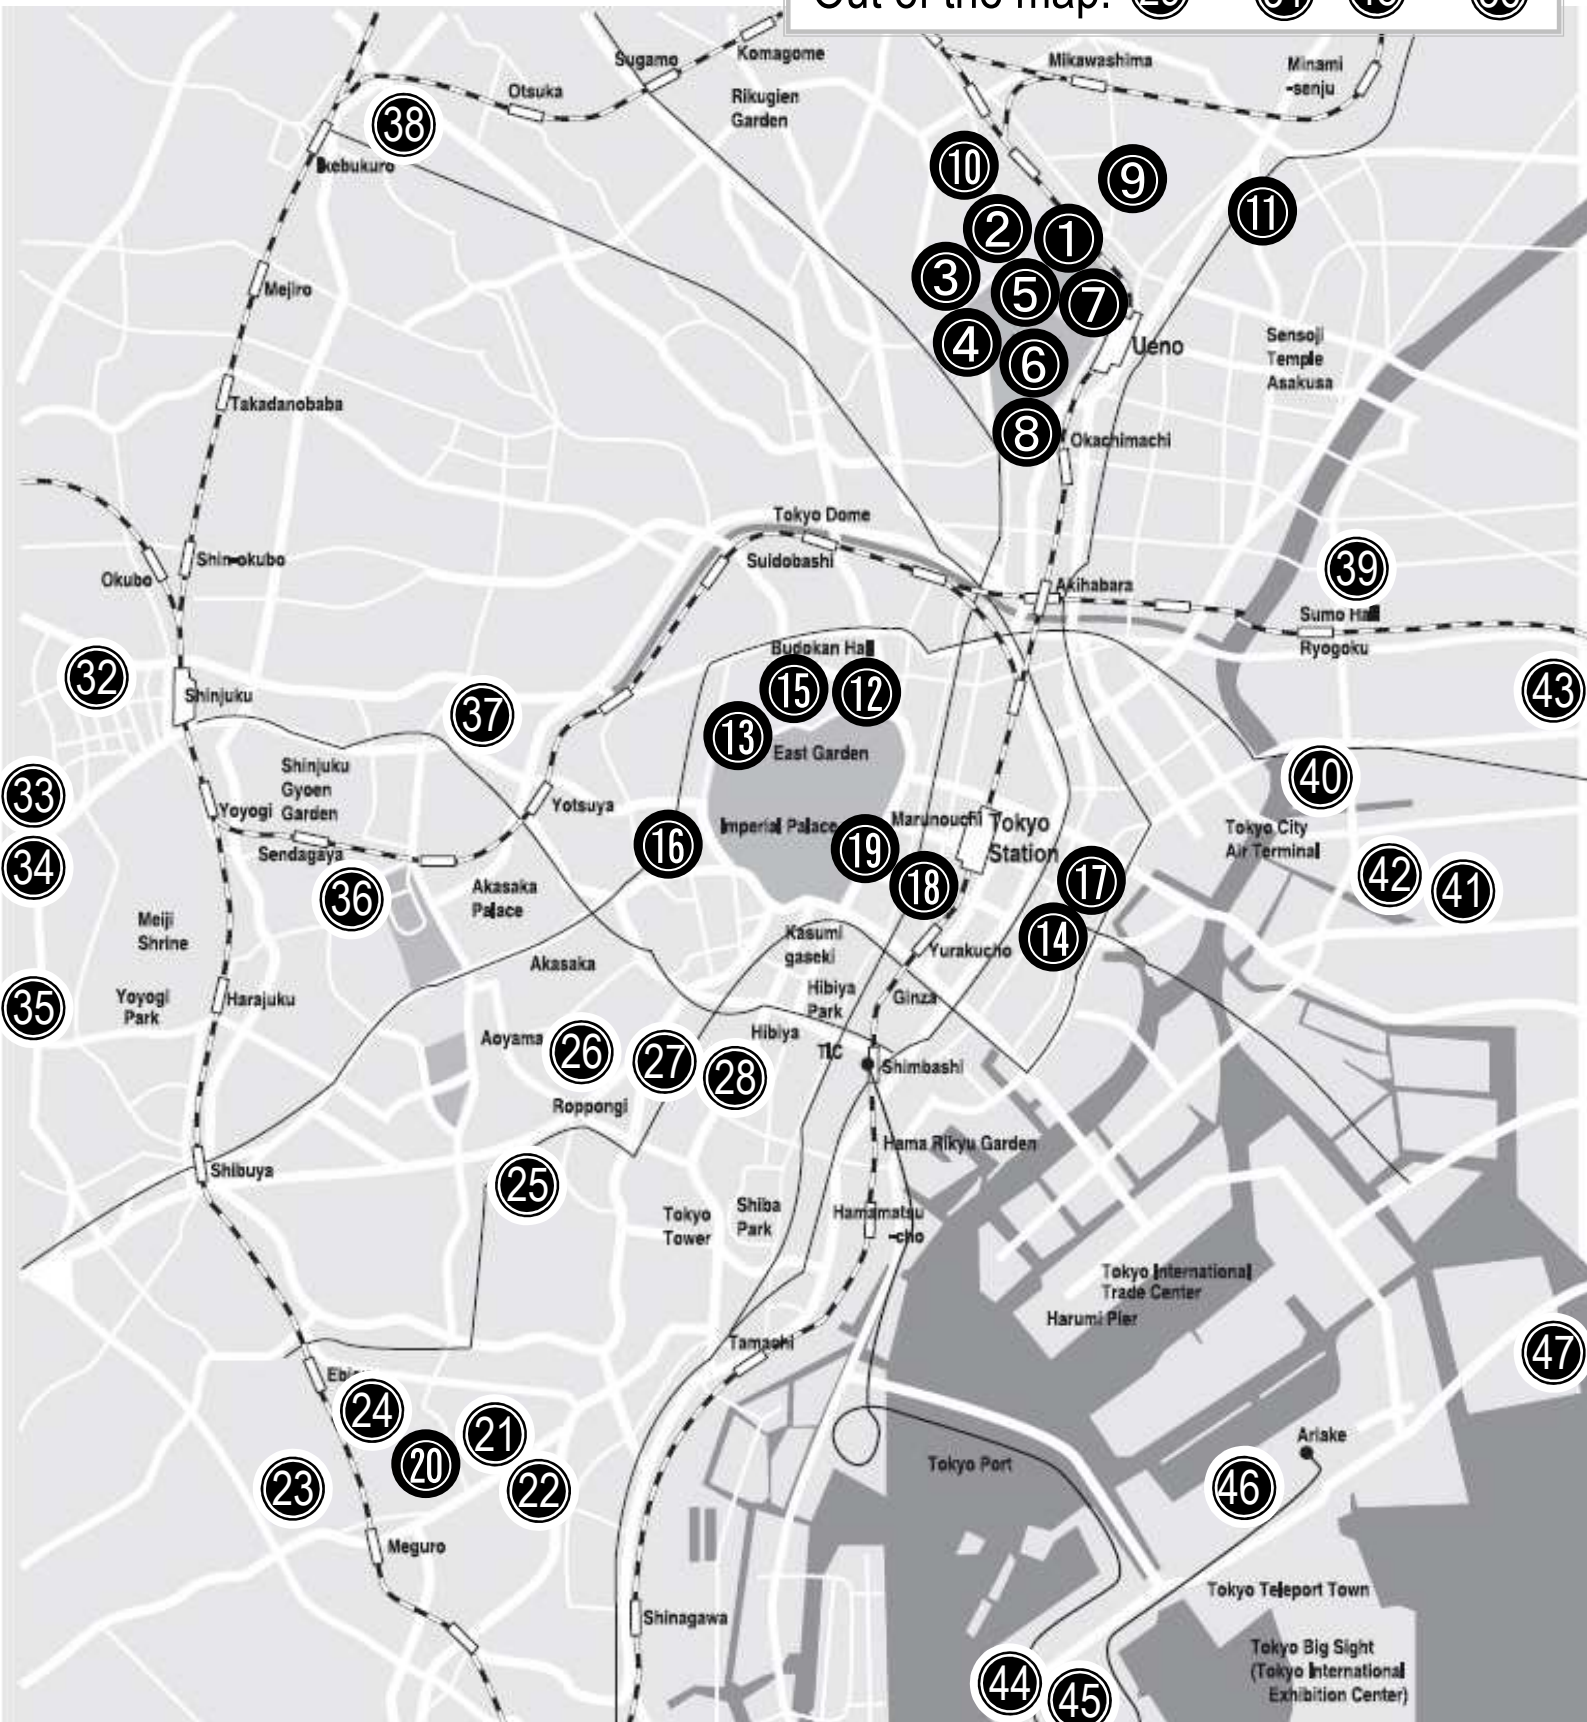 Out of the map:
Sugamo
Komagome
Mikawashima
Minami
-senju
Otsuka
Rikugien
Garden
38
Ikebukuro
10
9
11
2
1
3
5
7
Mejiro
4
6
Ueno
Sensoji
Temple
Asakusa
Takadanobaba
8
Okachimachi
Tokyo Dome
Suidobashi
Shin-okubo
Okubo
39
Akihabara
Sumo Hall
Ryogoku
Budokan Hall
32
Shinjuku
37
15
12
43
13
East Garden
Shinjuku
Gyoen
Garden
33
Yoyogi
Yotsuya
40
Imperial Palace
Marunouchi
Tokyo
Station
Tokyo City
Air Terminal
34
Sendagaya
16
19
18
17
42
41
36
Akasaka
Palace
Meiji
Shrine
Kasumi
gaseki
Yurakucho
14
Akasaka
35
Yoyogi
Park
Harajuku
Hibiya
Park
Ginza
Aoyama
26
27
28
Hibiya
TIC
Shimbashi
Roppongi
Hama Rikyu Garden
Shibuya
25
Tokyo
Tower
Shiba
Park
Hamamatsu
-cho
Tokyo International
Trade Center
Harumi Pier
Tamachi
47
24
21
20
23
22
Ariake
46
Tokyo Port
Meguro
Tokyo Teleport Town
Shinagawa
Tokyo Big Sight
(Tokyo International
Exhibition Center)
44
45